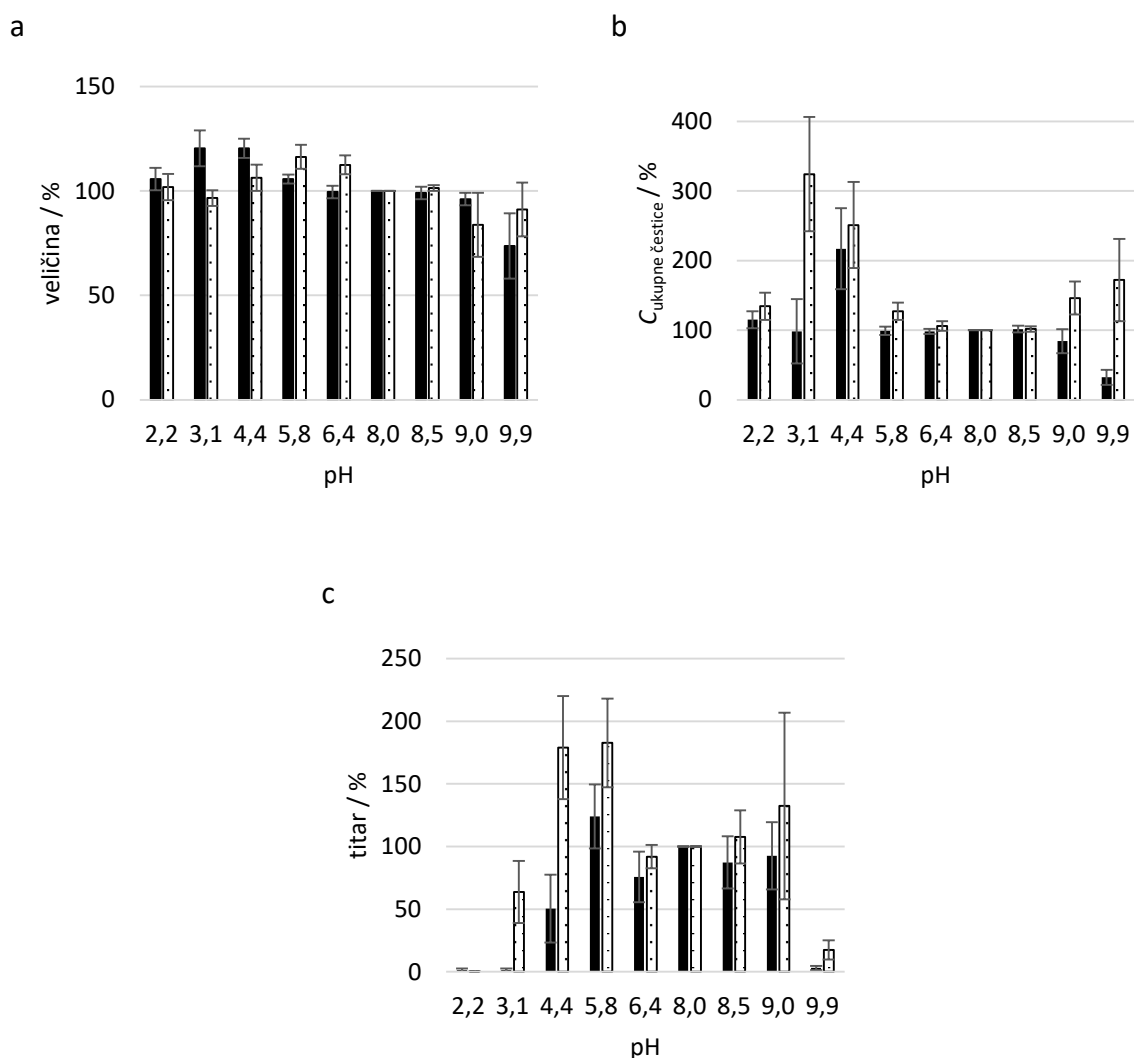 a
150
100
50
0
veličina / %
2,2 3,1 4,4 5,8 6,4 8,0 8,5 9,0 9,9
pH
b
400
300
200
100
0
Cukupne čestice / %
2,2 3,1 4,4 5,8 6,4 8,0 8,5 9,0 9,9
pH
c
250
200
150
100
50
0
titar / %
2,2 3,1 4,4 5,8 6,4 8,0 8,5 9,0 9,9
pH